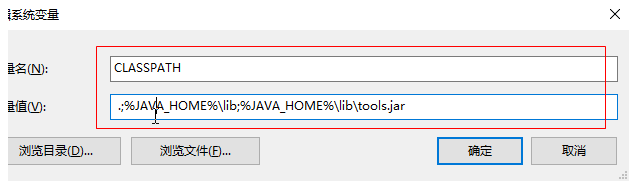 辑系统变量
量名(N):
CLASSPATH
量值(V):
.;%JAVA_HOME%\lib;%JAVA_HOME%\lib\tools.jar
浏览目录(D)...
浏览文件(F)...
确定
取消